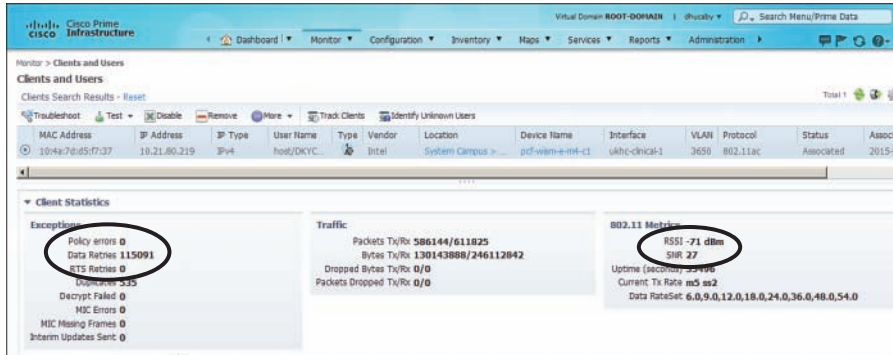 Virtual Domain ROOT-DOMAIN | dhucaby ▾ Search Menu/Prime Data
cisco Cisco Prime
Infrastructure
Dashboard Monitor Configuration Inventory Maps Services Reports Administration
Monitor > Clients and Users
Clients and Users
Clients Search Results - Reset Total 1
Troubleshoot Test Disable Remove More Track Clients Identify Unknown Users
MAC Address IP Address IP Type User Name Type Vendor Location Device Name Interface VLAN Protocol Status Assoc
10:4a:7d:d5:f7:37 10.21.80.219 IPv4 host/DKYC... Intel System Campus > ... ukhc-clinical-1 3650 802.11ac Associated 2015-
Client Statistics
Exceptions
Policy errors 0
Data Retries 115091
RTS Retries 0
Duplicates 535
Decrypt Failed 0
MIC Errors 0
MIC Missing Frames 0
Interim Updates Sent 0
Traffic
Packets Tx/Rx 586144/611825
Bytes Tx/Rx 130143888/246112842
Dropped Bytes Tx/Rx 0/0
Packets Dropped Tx/Rx 0/0
802.11 Metrics
RSSI -71 dBm
SNR 27
Uptime (seconds) 35496
Current Tx Rate m5 ss2
Data RateSet 6.0,9.0,12.0,18.0,24.0,36.0,48.0,54.0